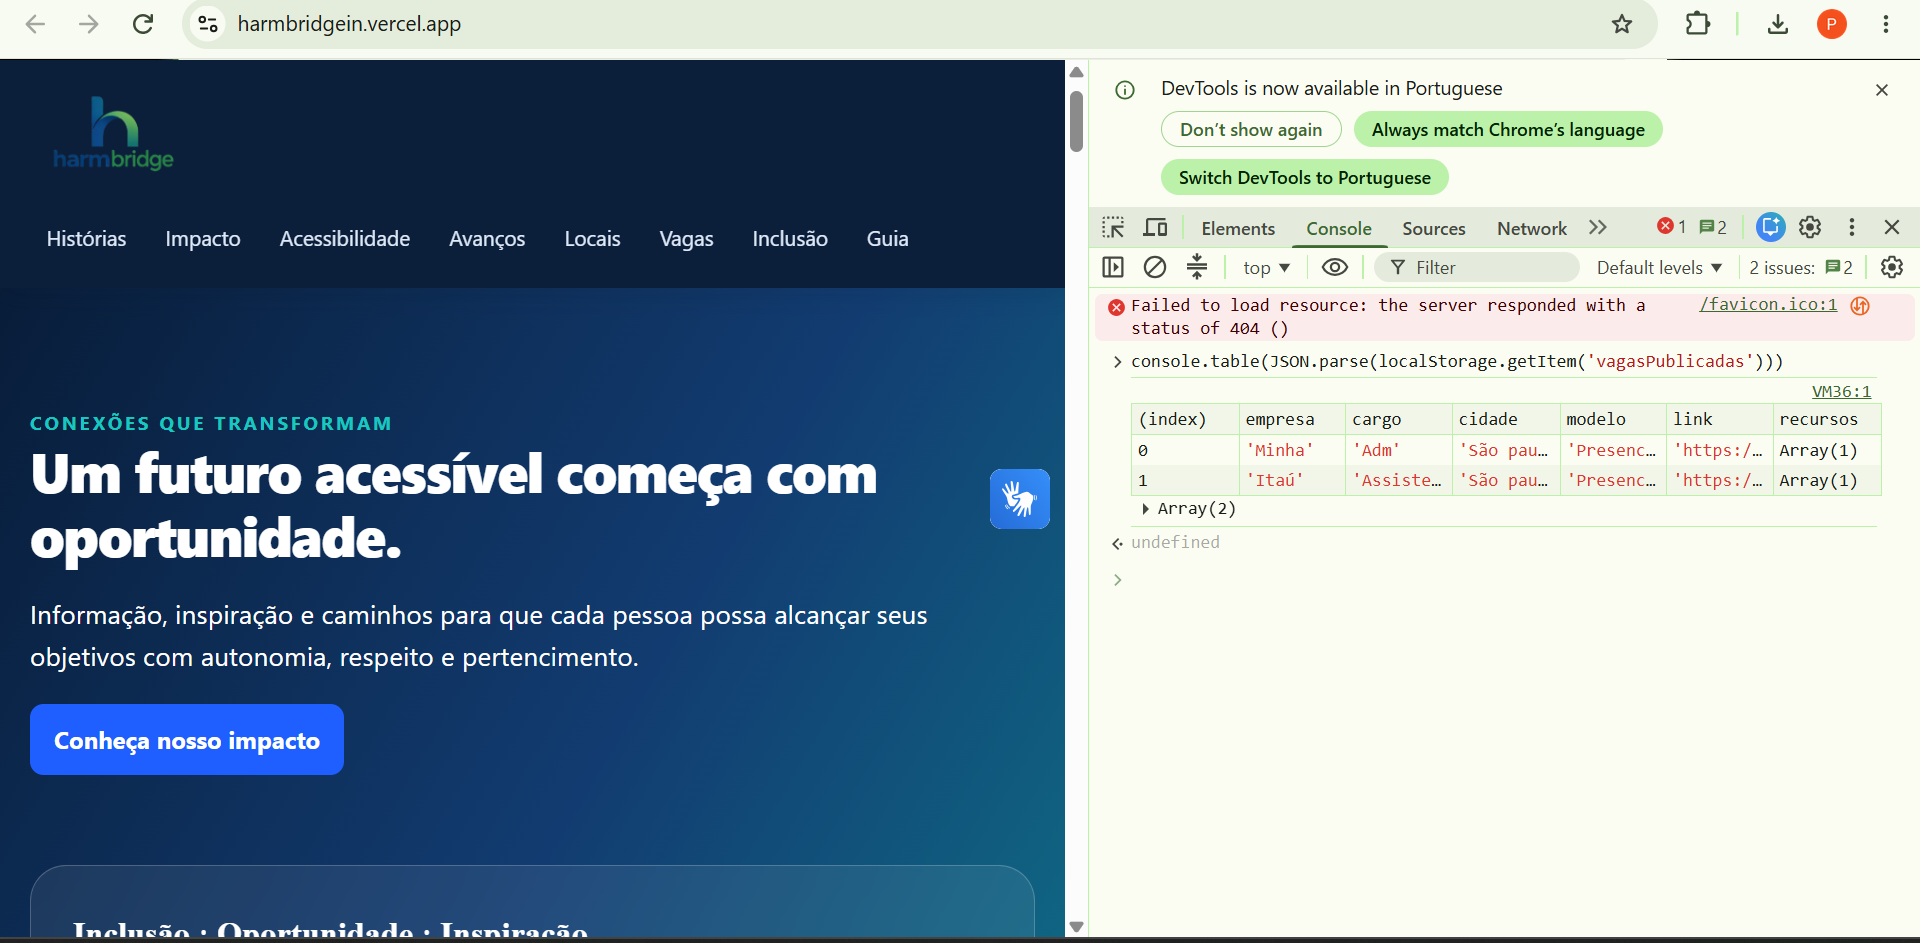 harmbridgein.vercel.app
P
harmbridge
Histórias Impacto Acessibilidade Avanços Locais Vagas Inclusão Guia
CONEXÕES QUE TRANSFORMAM
Um futuro acessível começa com
oportunidade.
Informação, inspiração e caminhos para que cada pessoa possa alcançar seus
objetivos com autonomia, respeito e pertencimento.
Conheça nosso impacto
Inclusão · Oportunidade · Inspiração
DevTools is now available in Portuguese
Don't show again Always match Chrome's language
Switch DevTools to Portuguese
Elements Console Sources Network 1 2
top Filter Default levels 2 issues: 2
Failed to load resource: the server responded with a /favicon.ico:1
status of 404 ()
console.table(JSON.parse(localStorage.getItem('vagasPublicadas')))
VM36:1
(index) empresa cargo cidade modelo link recursos
0 'Minha' 'Adm' 'São pau… 'Presenc… 'https:/… Array(1)
1 'Itaú' 'Assiste… 'São pau… 'Presenc… 'https:/… Array(1)
Array(2)
undefined